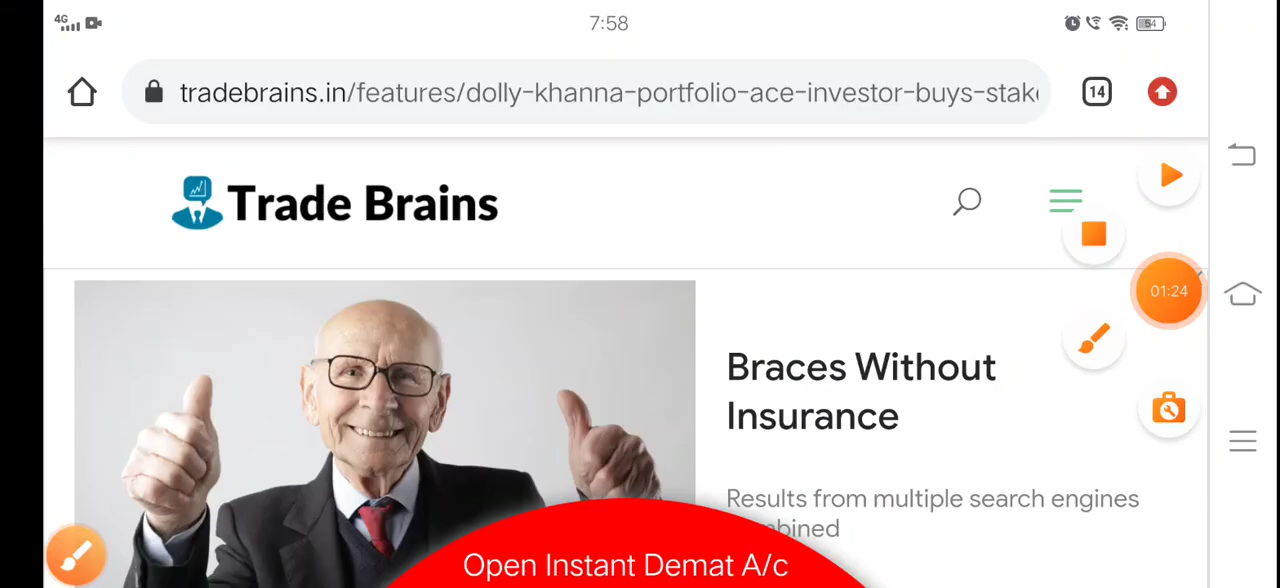 4G
7:58
54
tradebrains.in/features/dolly-khanna-portfolio-ace-investor-buys-stak
14
Trade Brains
01:24
Braces Without
Insurance
Results from multiple search engines
Open Instant Demat A/c